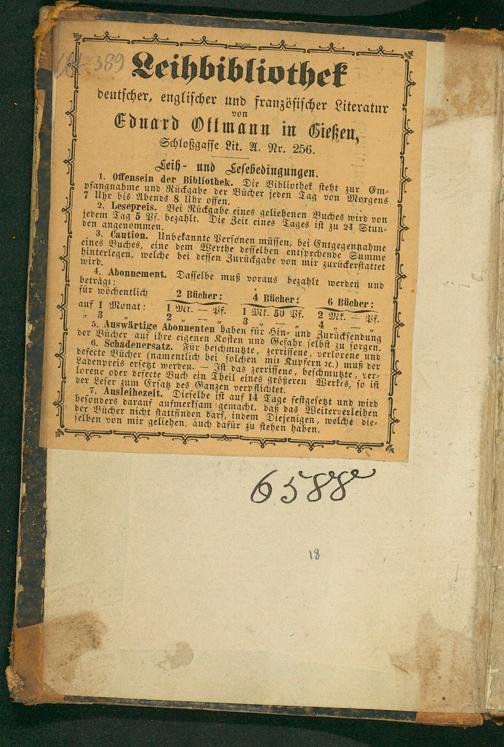 389
Leihbibliothek
deutscher, englischer und französischer Literatur
von
Eduard Ottmann in Gießen,
Schloßgasse Lit. A. Nr. 256.
Leih- und Lesebedingungen.
1. Offensein der Bibliothek. Die Bibliothek steht zur Em-
pfangnahme und Rückgabe der Bücher jeden Tag von Morgens
7 Uhr bis Abends 8 Uhr offen.
2. Lesepreis. Bei Rückgabe eines geliehenen Buches wird von
jedem Tag 5 Pf. bezahlt. Die Zeit eines Tages ist zu 24 Stun-
den angenommen.
3. Caution. Unbekannte Personen müssen, bei Entgegennahme
eines Buches, eine dem Werthe desselben entsprchende Summe
hinterlegen, welche bei dessen Zurückgabe von mir zurückerstattet
wird.
4. Abonnement. Dasselbe muß voraus bezahlt werden und
beträgt:
für wöchentlich 2 Bücher: 4 Bücher: 6 Bücher:
auf 1 Monat: 1 Mk. — Pf. 1 Mk. 50 Pf. 2 Mk. — Pf.
„ 3 „ 2 „ — „ 3 „ — „ 4 „ — „
5. Auswärtige Abonnenten haben für Hin- und Zurücksendung
der Bücher auf ihre eigenen Kosten und Gefahr selbst zu sorgen.
6. Schadenersatz. Für beschmutzte, zerrissene, verlorene und
defecte Bücher (namentlich bei solchen mit Kupfern ꝛc.) muß der
Ladenpreis ersetzt werden. — Ist das zerrissene, beschmutzte, ver-
lorene oder defecte Buch ein Theil eines größeren Werkes, so ist
der Leser zum Ersatz des Ganzen verpflichtet.
7. Ausleihezeit. Dieselbe ist auf 14 Tage festgesetzt und wird
besonders darauf aufmerksam gemacht, daß das Weiterverleihen
der Bücher nicht stattfinden darf, indem Diejenigen, welche die-
selben von mir geliehen, auch dafür zu stehen haben.
6588
18